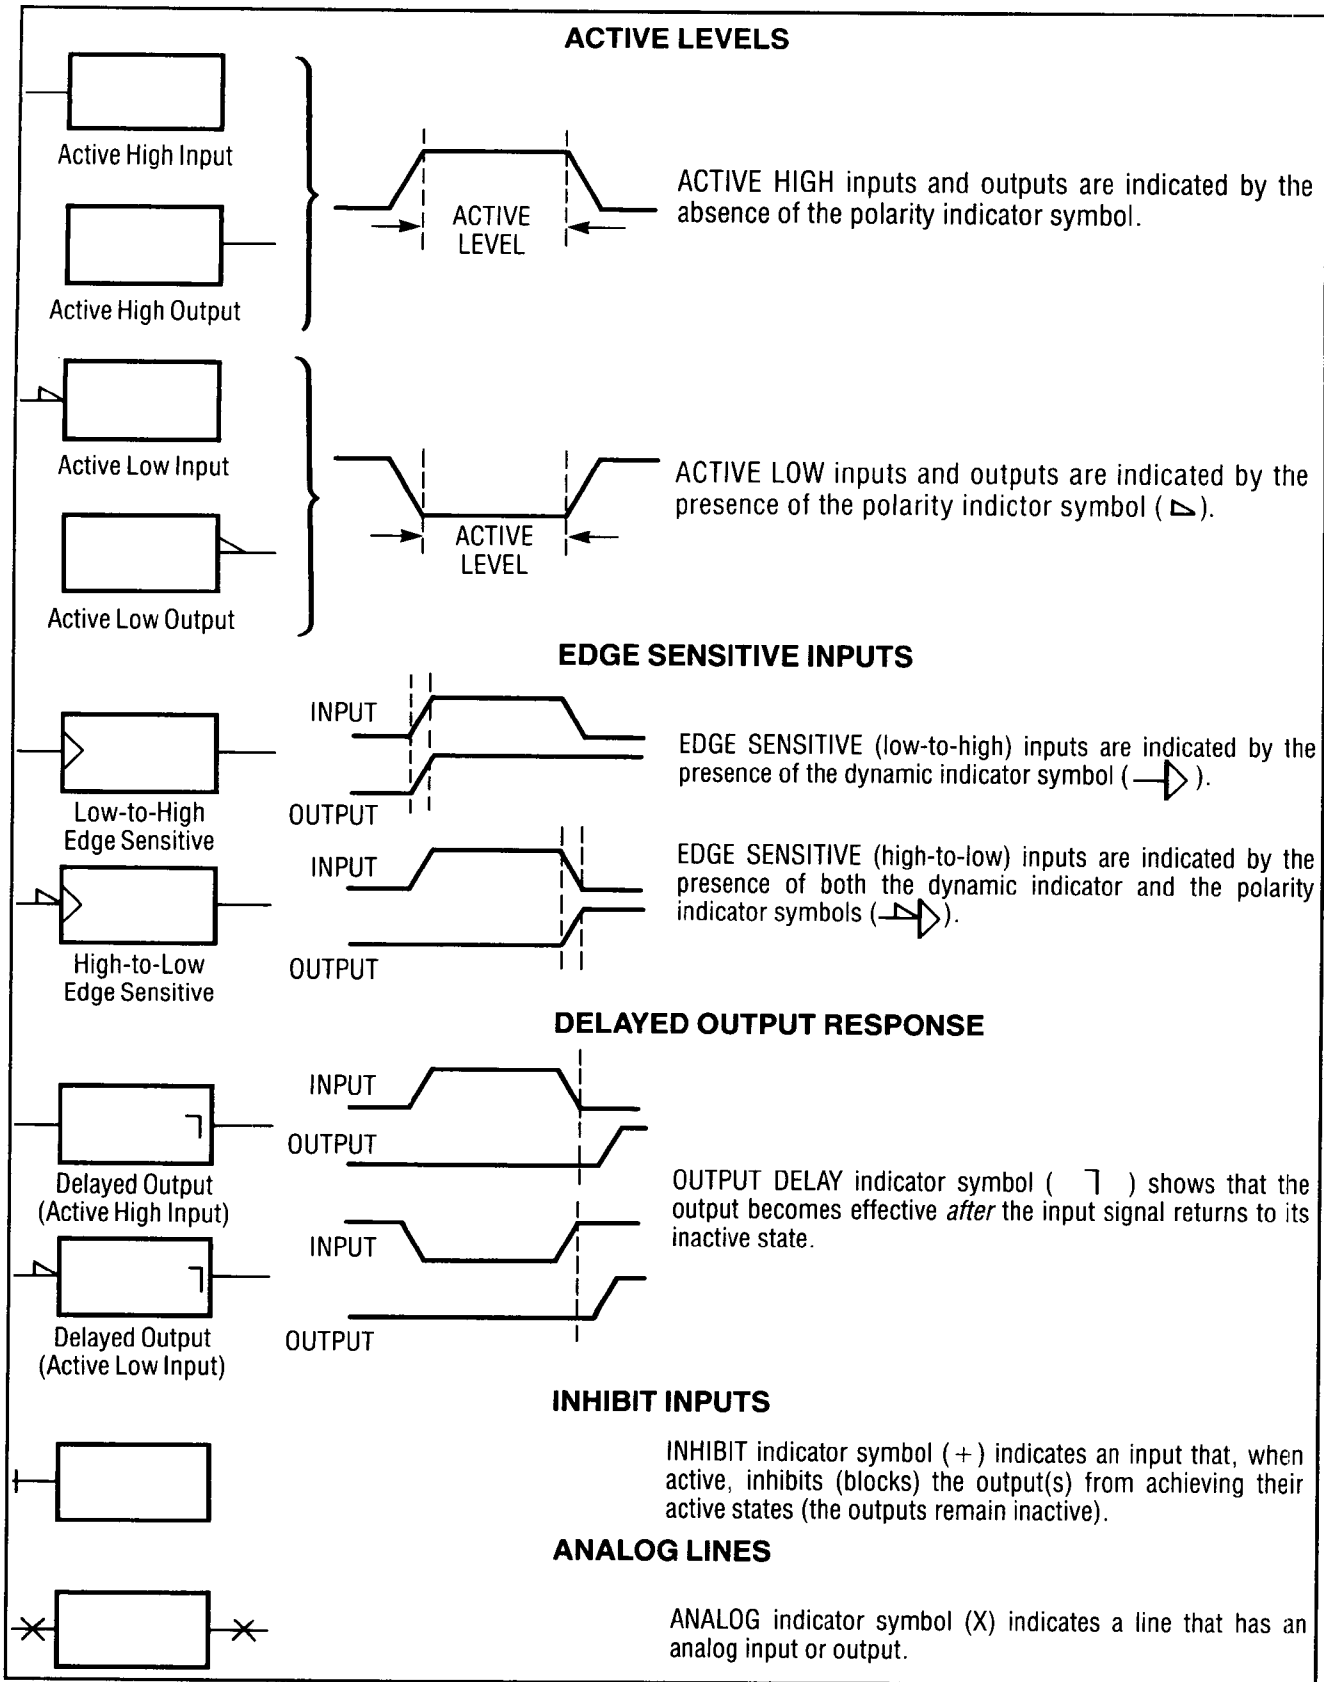 ACTIVE LEVELS
Active High Input
Active High Output
ACTIVE
LEVEL
ACTIVE HIGH inputs and outputs are indicated by the
absence of the polarity indicator symbol.
Active Low Input
Active Low Output
ACTIVE
LEVEL
ACTIVE LOW inputs and outputs are indicated by the
presence of the polarity indictor symbol ( ⊾).
EDGE SENSITIVE INPUTS
Low-to-High
Edge Sensitive
INPUT
OUTPUT
EDGE SENSITIVE (low-to-high) inputs are indicated by the
presence of the dynamic indicator symbol ( ).
High-to-Low
Edge Sensitive
INPUT
OUTPUT
EDGE SENSITIVE (high-to-low) inputs are indicated by the
presence of both the dynamic indicator and the polarity
indicator symbols ( ).
DELAYED OUTPUT RESPONSE
Delayed Output
(Active High Input)
INPUT
OUTPUT
Delayed Output
(Active Low Input)
INPUT
OUTPUT
OUTPUT DELAY indicator symbol ( ┐ ) shows that the
output becomes effective after the input signal returns to its
inactive state.
INHIBIT INPUTS
INHIBIT indicator symbol (+) indicates an input that, when
active, inhibits (blocks) the output(s) from achieving their
active states (the outputs remain inactive).
ANALOG LINES
ANALOG indicator symbol (X) indicates a line that has an
analog input or output.